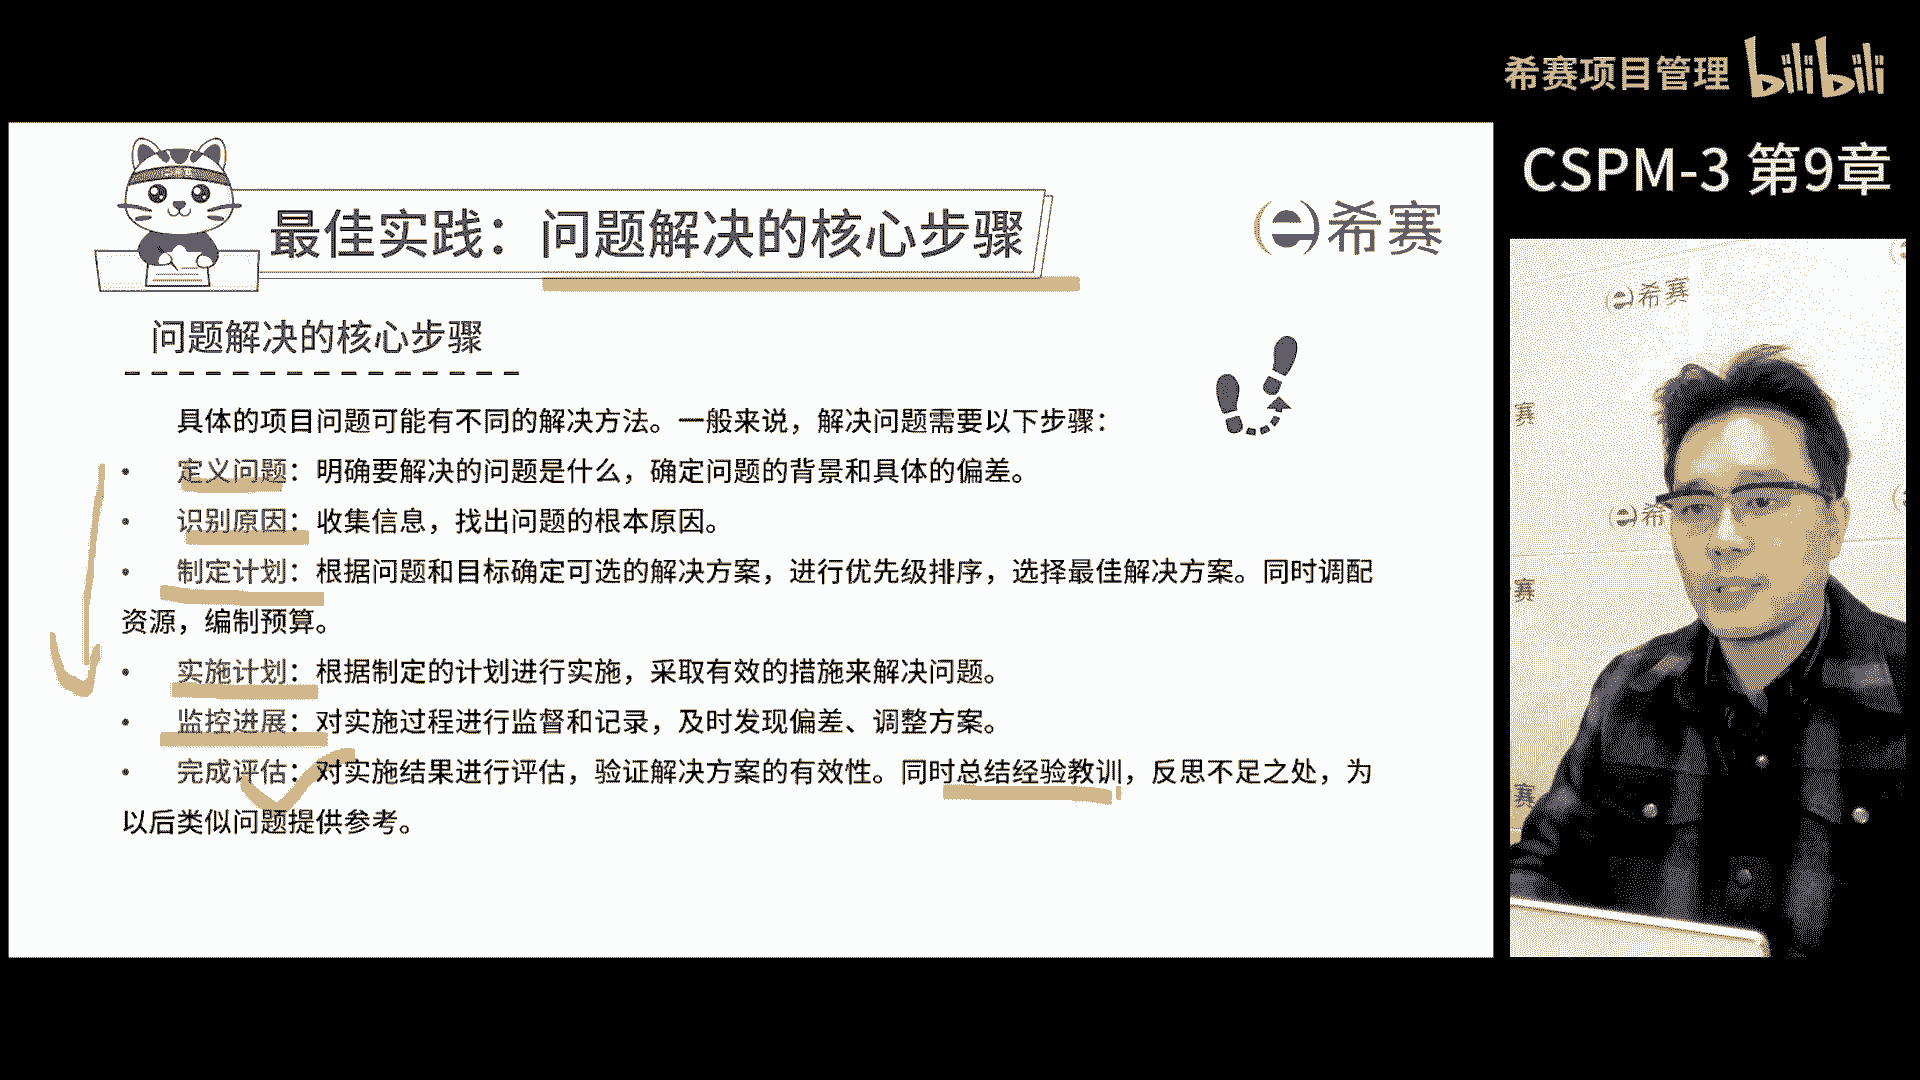 希赛项目管理 bilibili
CSPM-3 第9章
最佳实践：问题解决的核心步骤
e希赛
问题解决的核心步骤
具体的项目问题可能有不同的解决方法。一般来说，解决问题需要以下步骤：
• 定义问题：明确要解决的问题是什么，确定问题的背景和具体的偏差。
• 识别原因：收集信息，找出问题的根本原因。
• 制定计划：根据问题和目标确定可选的解决方案，进行优先级排序，选择最佳解决方案。同时调配
资源，编制预算。
• 实施计划：根据制定的计划进行实施，采取有效的措施来解决问题。
• 监控进展：对实施过程进行监督和记录，及时发现偏差、调整方案。
• 完成评估：对实施结果进行评估，验证解决方案的有效性。同时总结经验教训，反思不足之处，为
以后类似问题提供参考。
e希赛
赛
e希
赛
赛